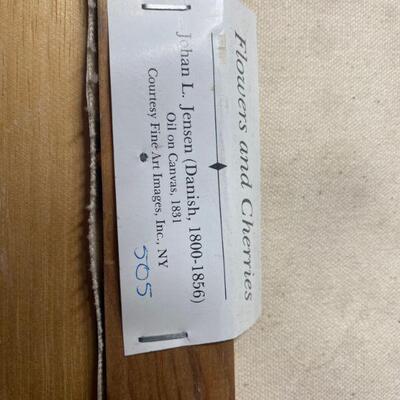 Flowers and Cherries
Johan L. Jensen (Danish, 1800-1856)
Oil on Canvas, 1831
Courtesy Fine Art Images, Inc., NY
505